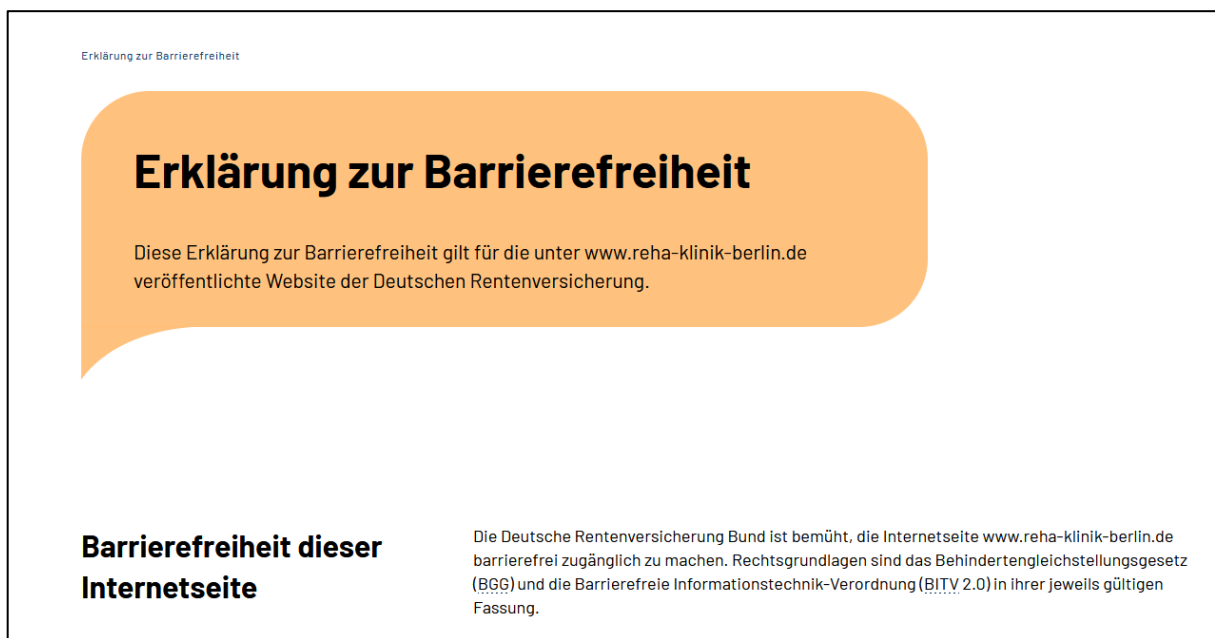 Erklärung zur Barrierefreiheit
Erklärung zur Barrierefreiheit
Diese Erklärung zur Barrierefreiheit gilt für die unter www.reha-klinik-berlin.de
veröffentlichte Website der Deutschen Rentenversicherung.
Barrierefreiheit dieser
Internetseite
Die Deutsche Rentenversicherung Bund ist bemüht, die Internetseite www.reha-klinik-berlin.de
barrierefrei zugänglich zu machen. Rechtsgrundlagen sind das Behindertengleichstellungsgesetz
(BGG) und die Barrierefreie Informationstechnik-Verordnung (BITV 2.0) in ihrer jeweils gültigen
Fassung.